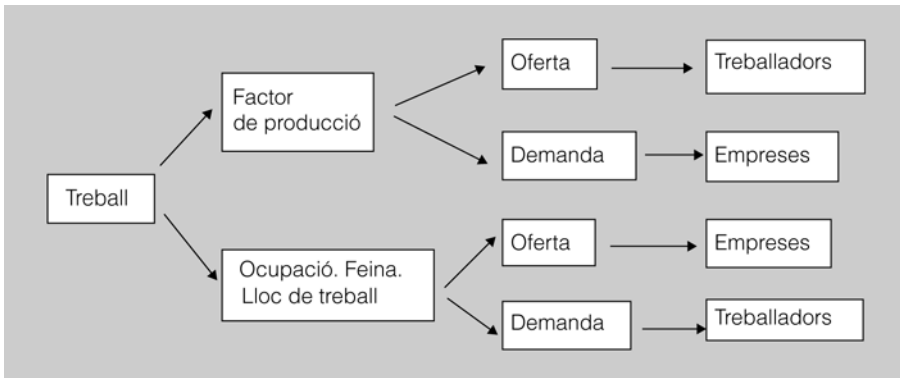 Treball
Factor
de producció
Oferta
Treballadors
Demanda
Empreses
Ocupació. Feina.
Lloc de treball
Oferta
Empreses
Demanda
Treballadors